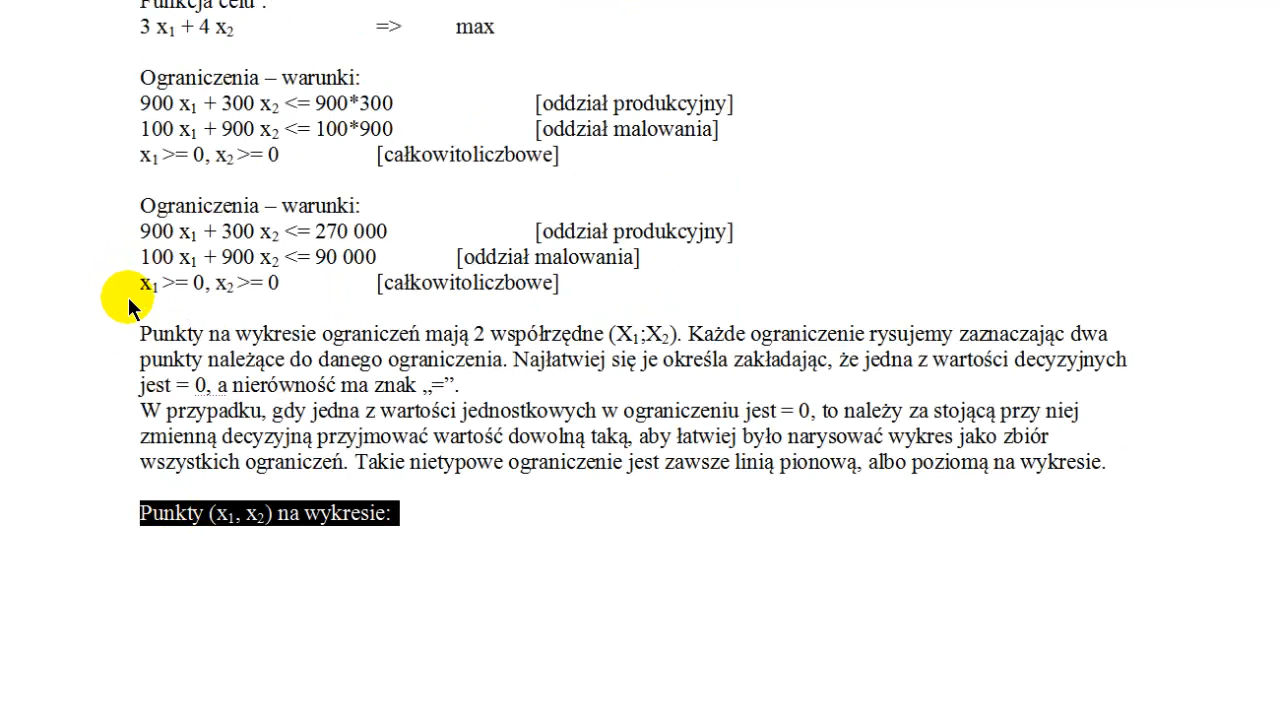 Funkcja celu :
3 x₁ + 4 x₂ => max
Ograniczenia – warunki:
900 x₁ + 300 x₂ <= 900*300 [oddział produkcyjny]
100 x₁ + 900 x₂ <= 100*900 [oddział malowania]
x₁ >= 0, x₂ >= 0 [całkowitoliczbowe]
Ograniczenia – warunki:
900 x₁ + 300 x₂ <= 270 000 [oddział produkcyjny]
100 x₁ + 900 x₂ <= 90 000 [oddział malowania]
x₁ >= 0, x₂ >= 0 [całkowitoliczbowe]
Punkty na wykresie ograniczeń mają 2 współrzędne (X₁;X₂). Każde ograniczenie rysujemy zaznaczając dwa
punkty należące do danego ograniczenia. Najłatwiej się je określa zakładając, że jedna z wartości decyzyjnych
jest = 0, a nierówność ma znak „=”.
W przypadku, gdy jedna z wartości jednostkowych w ograniczeniu jest = 0, to należy za stojącą przy niej
zmienną decyzyjną przyjmować wartość dowolną taką, aby łatwiej było narysować wykres jako zbiór
wszystkich ograniczeń. Takie nietypowe ograniczenie jest zawsze linią pionową, albo poziomą na wykresie.
Punkty (x₁, x₂) na wykresie: